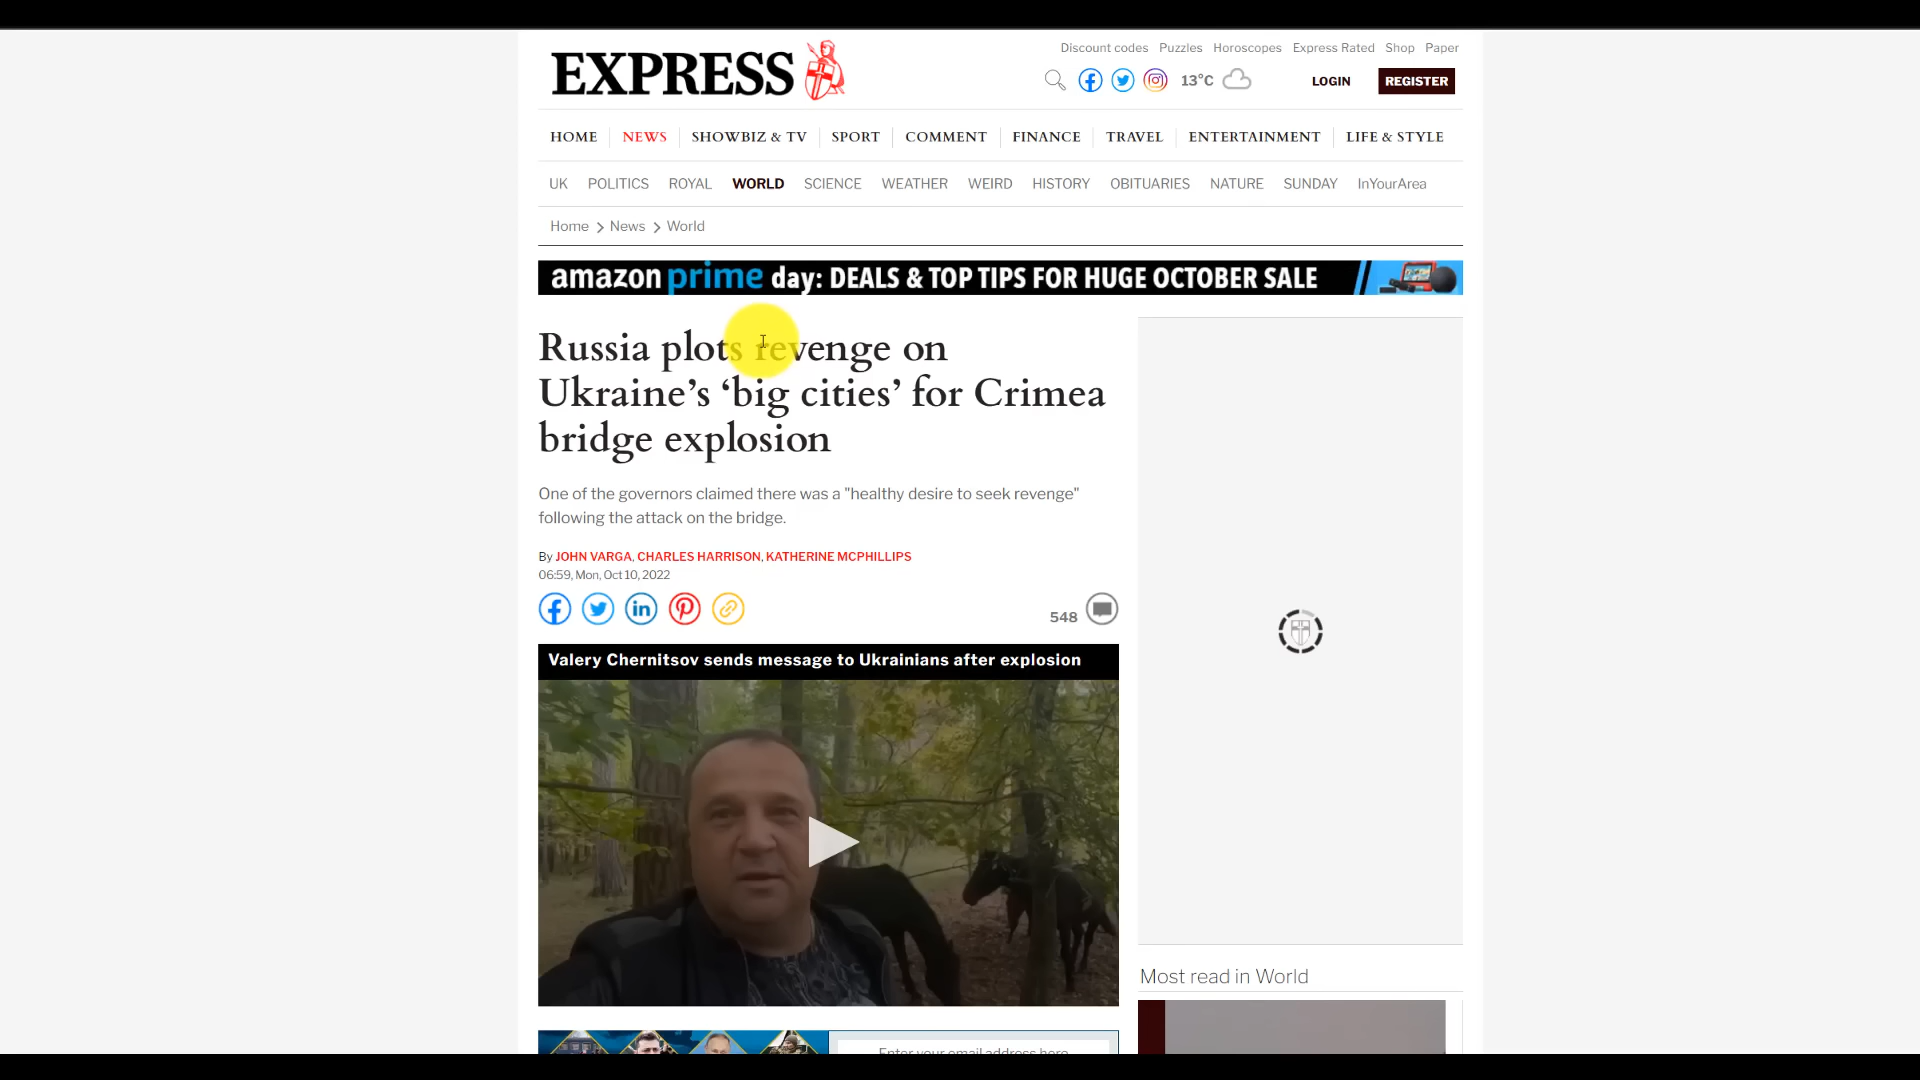 EXPRESS
Discount codes Puzzles Horoscopes Express Rated Shop Paper
13°C LOGIN REGISTER
HOME NEWS SHOWBIZ & TV SPORT COMMENT FINANCE TRAVEL ENTERTAINMENT LIFE & STYLE
UK POLITICS ROYAL WORLD SCIENCE WEATHER WEIRD HISTORY OBITUARIES NATURE SUNDAY InYourArea
Home News World
amazon prime day: DEALS & TOP TIPS FOR HUGE OCTOBER SALE
Russia plots revenge on
Ukraine’s ‘big cities’ for Crimea
bridge explosion
One of the governors claimed there was a "healthy desire to seek revenge"
following the attack on the bridge.
By JOHN VARGA, CHARLES HARRISON, KATHERINE MCPHILLIPS
06:59, Mon, Oct 10, 2022
548
Valery Chernitsov sends message to Ukrainians after explosion
Most read in World
Enter your email address here